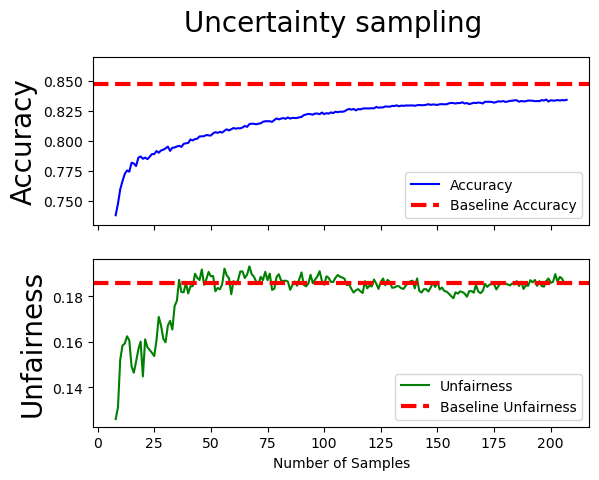 Uncertainty sampling
Accuracy
0.850
0.825
0.800
0.775
0.750
Accuracy
Baseline Accuracy
Unfairness
0.18
0.16
0.14
Unfairness
Baseline Unfairness
0 25 50 75 100 125 150 175 200
Number of Samples